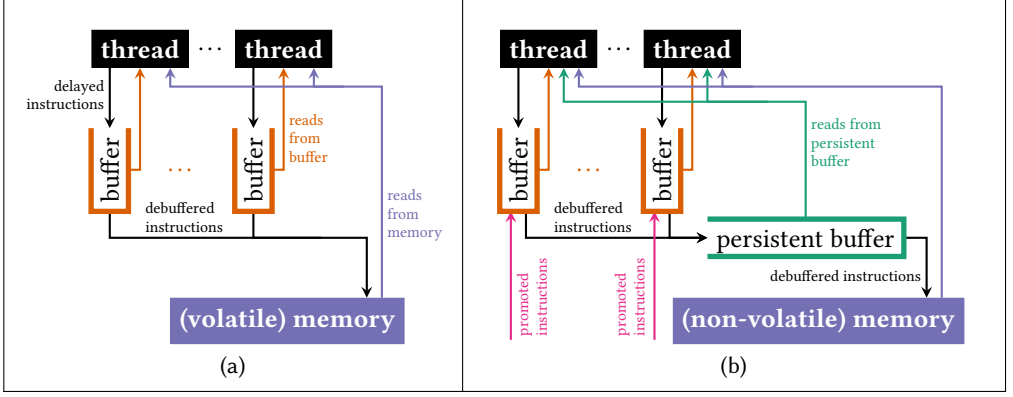 thread ··· thread
delayed
instructions
buffer
buffer
reads
from
buffer
···
debuffered
instructions
reads
from
memory
(volatile) memory
(a)
thread ··· thread
buffer
buffer
···
reads from
persistent
buffer
debuffered
instructions
persistent buffer
promoted
instructions
promoted
instructions
debuffered instructions
(non-volatile) memory
(b)